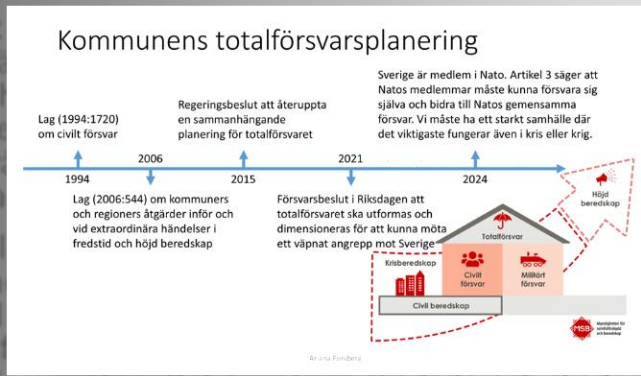 Kommunens totalförsvarsplanering
Lag (1994:1720)
om civilt försvar
Regeringsbeslut att återuppta
en sammanhängande
planering för totalförsvaret
Sverige är medlem i Nato. Artikel 3 säger att
Natos medlemmar måste kunna försvara sig
själva och bidra till Natos gemensamma
försvar. Vi måste ha ett starkt samhälle där
det viktigaste fungerar även i kris eller krig.
2006
2021
1994
2015
2024
Lag (2006:544) om kommuners
och regioners åtgärder inför och
vid extraordinära händelser i
fredstid och höjd beredskap
Försvarsbeslut i Riksdagen att
totalförsvaret ska utformas och
dimensioneras för att kunna möta
ett väpnat angrepp mot Sverige
Höjd
beredskap
Totalförsvar
Krisberedskap
Civilt
försvar
Militärt
försvar
Civil beredskap
MSB
Myndigheten för
samhällsskydd
och beredskap